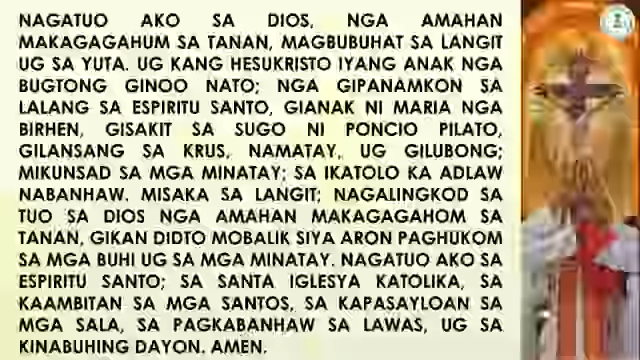 NAGATUO AKO SA DIOS, NGA AMAHAN
MAKAGAGAHUM SA TANAN, MAGBUBUHAT SA LANGIT
UG SA YUTA. UG KANG HESUKRISTO IYANG ANAK NGA
BUGTONG GINOO NATO; NGA GIPANAMKON SA
LALANG SA ESPIRITU SANTO, GIANAK NI MARIA NGA
BIRHEN, GISAKIT SA SUGO NI PONCIO PILATO,
GILANSANG SA KRUS, NAMATAY, UG GILUBONG;
MIKUNSAD SA MGA MINATAY; SA IKATOLO KA ADLAW
NABANHAW. MISAKA SA LANGIT; NAGALINGKOD SA
TUO SA DIOS NGA AMAHAN MAKAGAGAHOM SA
TANAN, GIKAN DIDTO MOBALIK SIYA ARON PAGHUKOM
SA MGA BUHI UG SA MGA MINATAY. NAGATUO AKO SA
ESPIRITU SANTO; SA SANTA IGLESYA KATOLIKA, SA
KAAMBITAN SA MGA SANTOS, SA KAPASAYLOAN SA
MGA SALA, SA PAGKABANHAW SA LAWAS, UG SA
KINABUHING DAYON. AMEN.